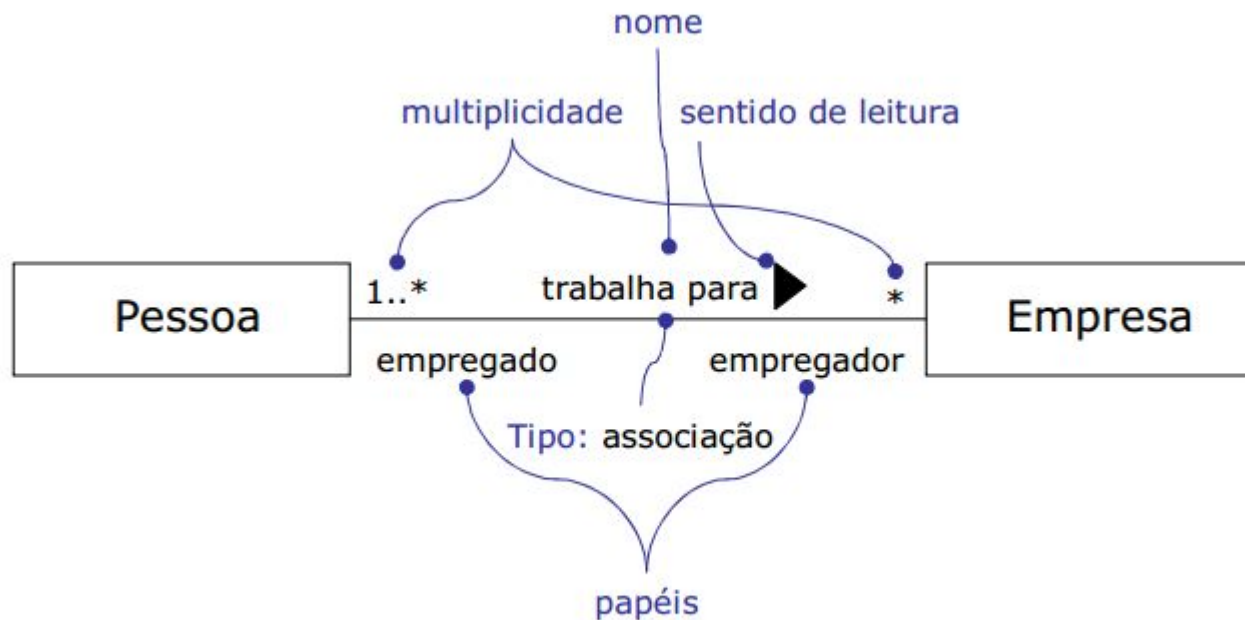 nome
multiplicidade
sentido de leitura
Pessoa
1..*
trabalha para
*
Empresa
empregado
empregador
Tipo: associação
papéis